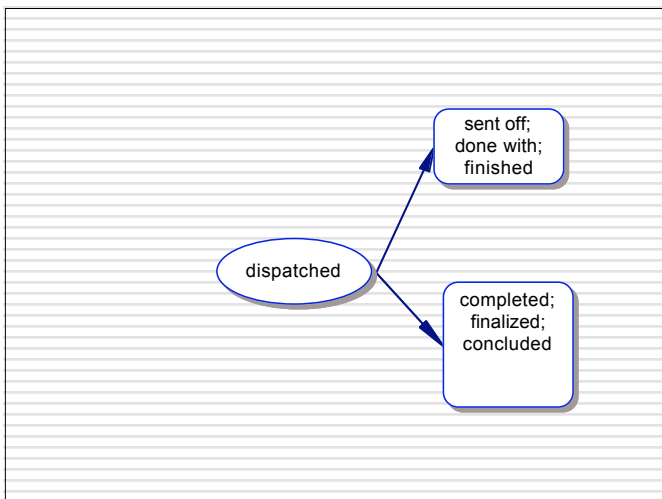 sent off;
done with;
finished
dispatched
completed;
finalized;
concluded